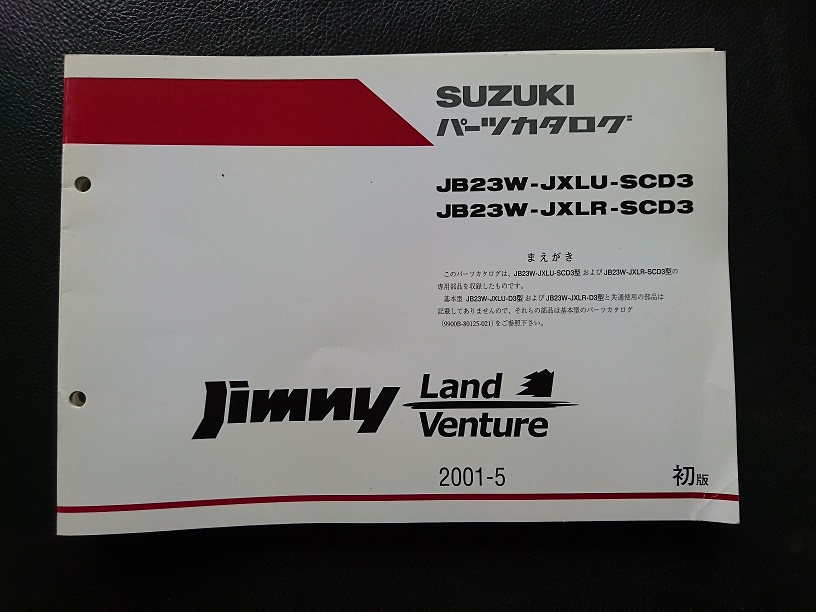 SUZUKI
パーツカタログ
JB23W-JXLU-SCD3
JB23W-JXLR-SCD3
まえがき
このパーツカタログは、JB23W-JXLU-SCD3型 および JB23W-JXLR-SCD3型の
専用部品を収録したものです。
基本型 JB23W-JXLU-D3型 および JB23W-JXLR-D3型と共通使用の部品は
記載してありませんので、それらの部品は基本型のパーツカタログ
(9900B-80125-021) をご参照下さい。
Jimny Land
Venture
2001-5
初版